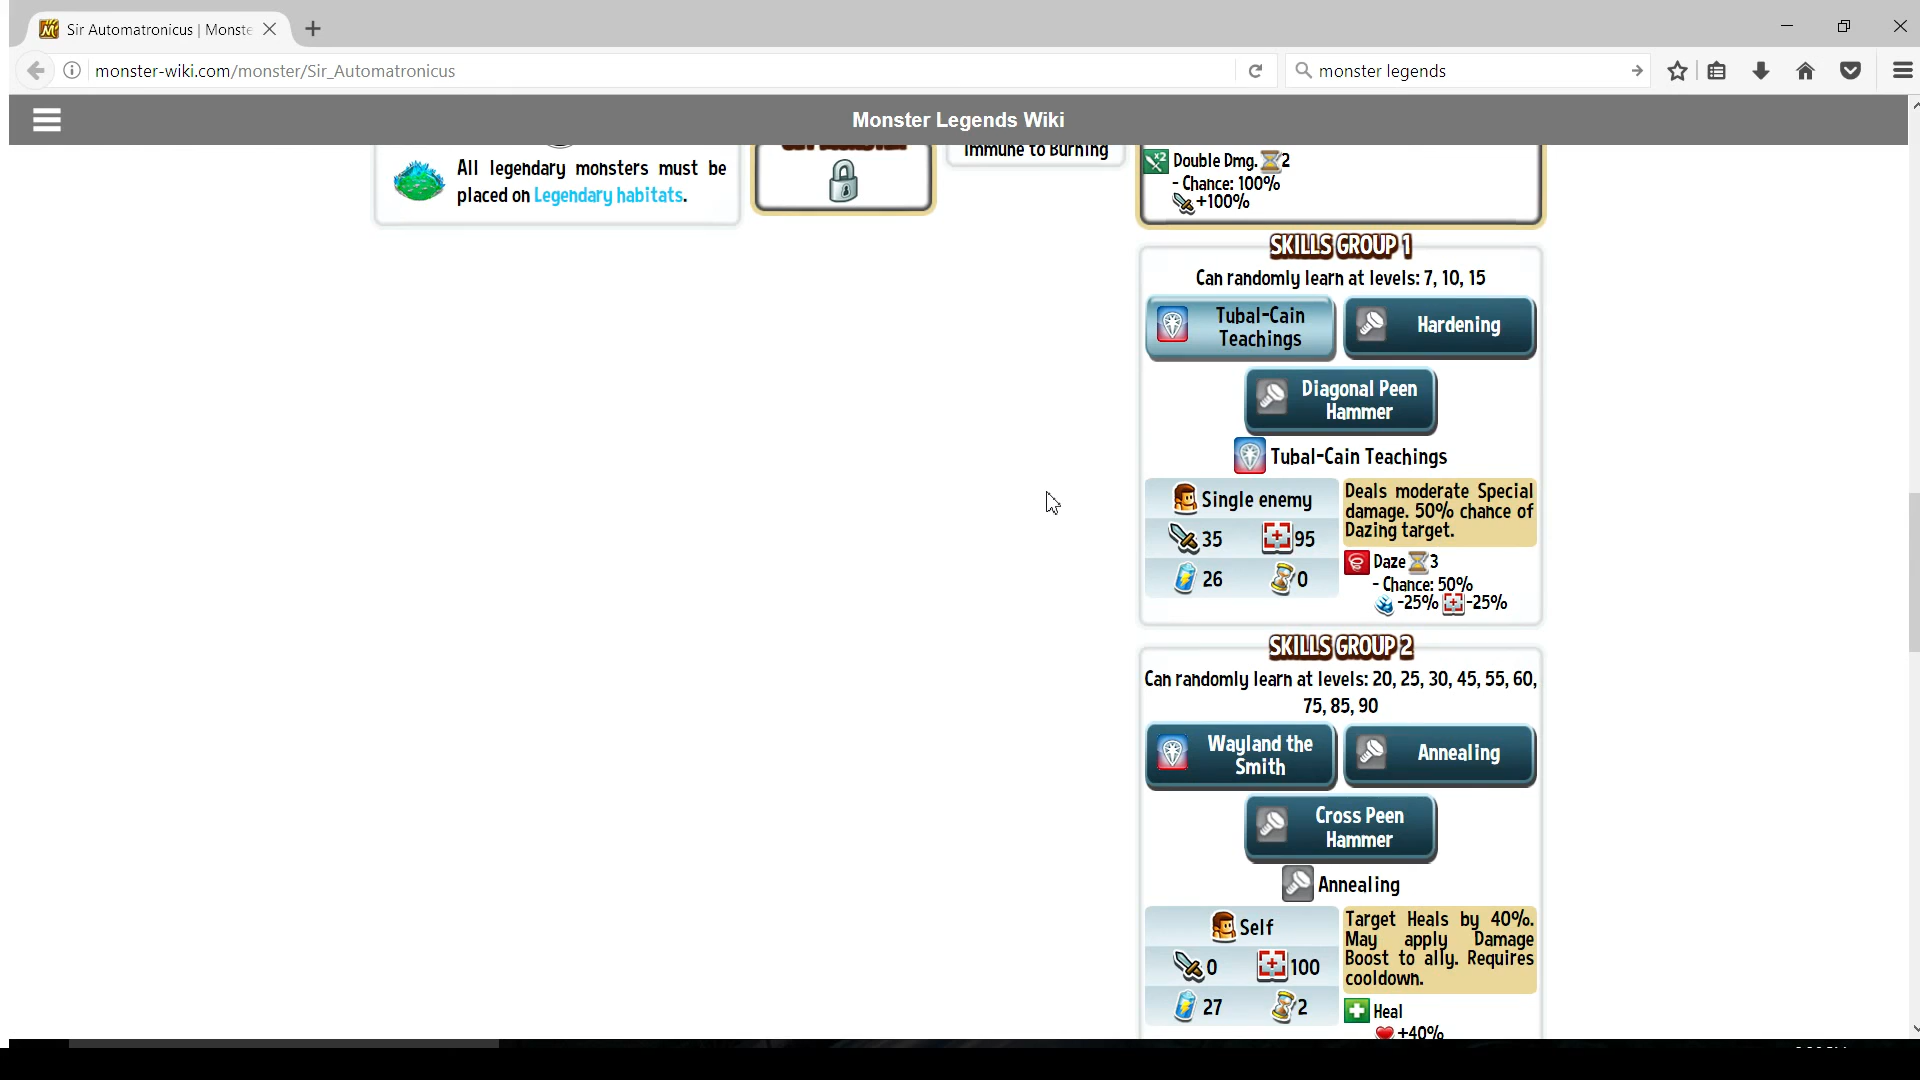 Sir Automatronicus | Monste
monster-wiki.com/monster/Sir_Automatronicus
monster legends
Monster Legends Wiki
All legendary monsters must be
placed on Legendary habitats.
Immune to Burning
Double Dmg. 2
- Chance: 100%
+100%
SKILLS GROUP 1
Can randomly learn at levels: 7, 10, 15
Tubal-Cain
Teachings
Hardening
Diagonal Peen
Hammer
Tubal-Cain Teachings
Single enemy
35 95
26 0
Deals moderate Special
damage. 50% chance of
Dazing target.
Daze 3
- Chance: 50%
-25% -25%
SKILLS GROUP 2
Can randomly learn at levels: 20, 25, 30, 45, 55, 60,
75, 85, 90
Wayland the
Smith
Annealing
Cross Peen
Hammer
Annealing
Self
0 100
27 2
Target Heals by 40%.
May apply Damage
Boost to ally. Requires
cooldown.
Heal
+40%